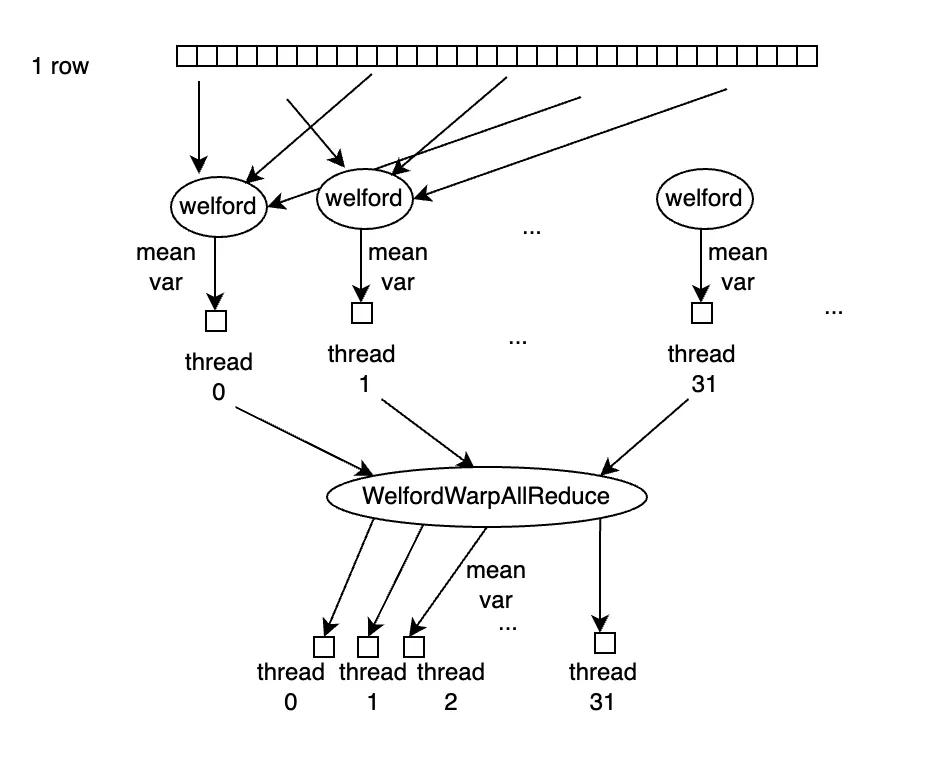 1 row
welford
welford
welford
mean
var
mean
var
...
mean
var
...
thread
0
thread
1
...
thread
31
WelfordWarpAllReduce
mean
var
...
thread
0
thread
1
thread
2
thread
31